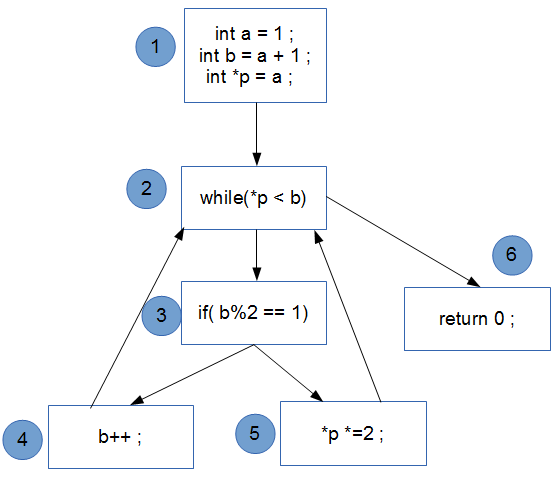 1
int a = 1 ;
int b = a + 1 ;
int *p = a ;
2
while(*p < b)
6
return 0 ;
3
if( b%2 == 1)
4
b++ ;
5
*p *=2 ;